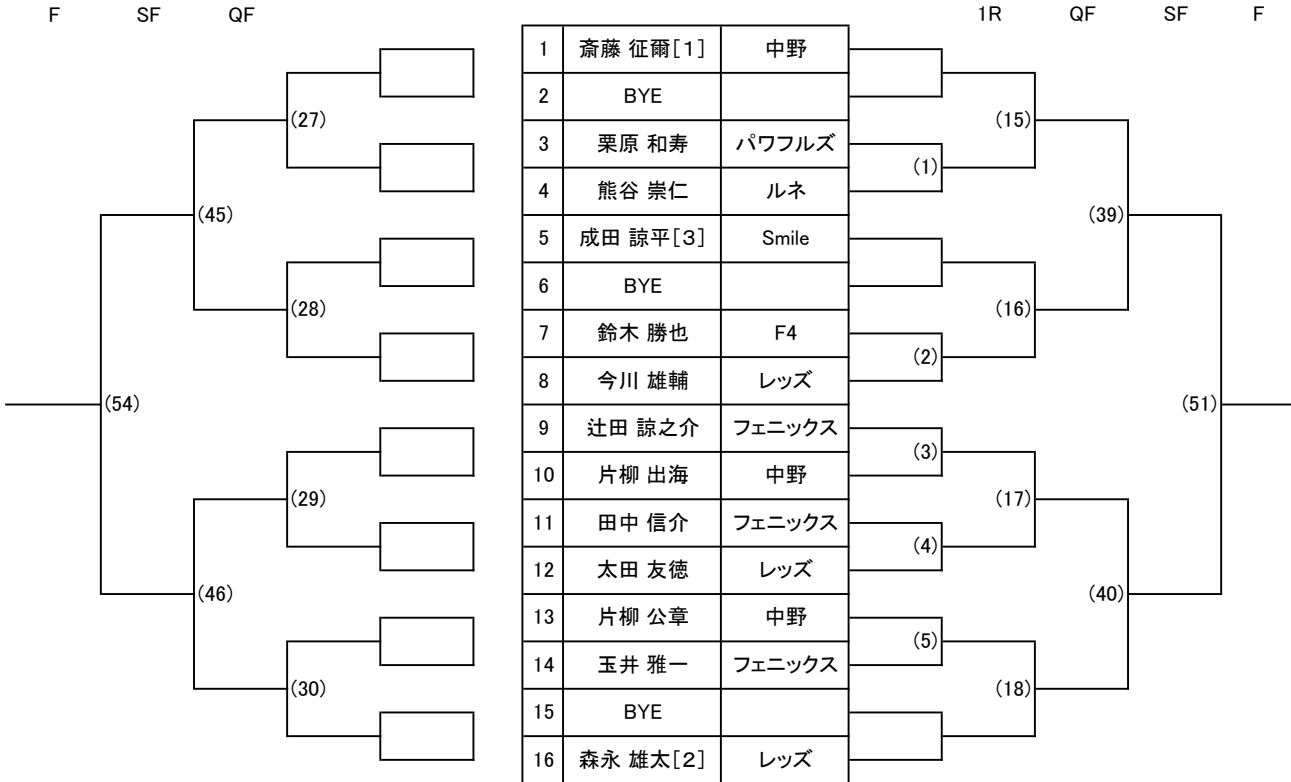 F SF QF 1R QF SF F
1 斎藤 征爾[1] 中野
2 BYE
(27) (15)
3 栗原 和寿 パワフルズ
(1)
4 熊谷 崇仁 ルネ
(45) (39)
5 成田 諒平[3] Smile
6 BYE
(28) (16)
7 鈴木 勝也 F4
(2)
8 今川 雄輔 レッズ
(54) (51)
9 辻田 諒之介 フェニックス
(3)
10 片柳 出海 中野
(29) (17)
11 田中 信介 フェニックス
(4)
12 太田 友徳 レッズ
(46) (40)
13 片柳 公章 中野
(5)
14 玉井 雅一 フェニックス
(30) (18)
15 BYE
16 森永 雄太[2] レッズ